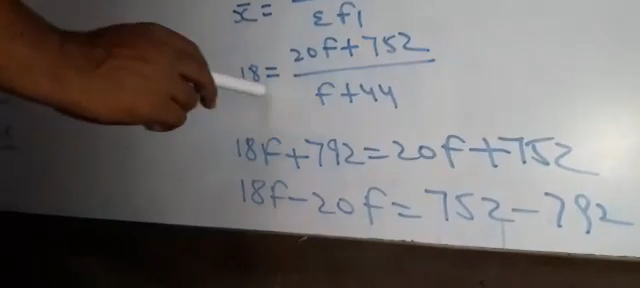 x̄ = Σf1
18 = 20f+752 / f+44
18f+792=20f+752
18f-20f=752-792